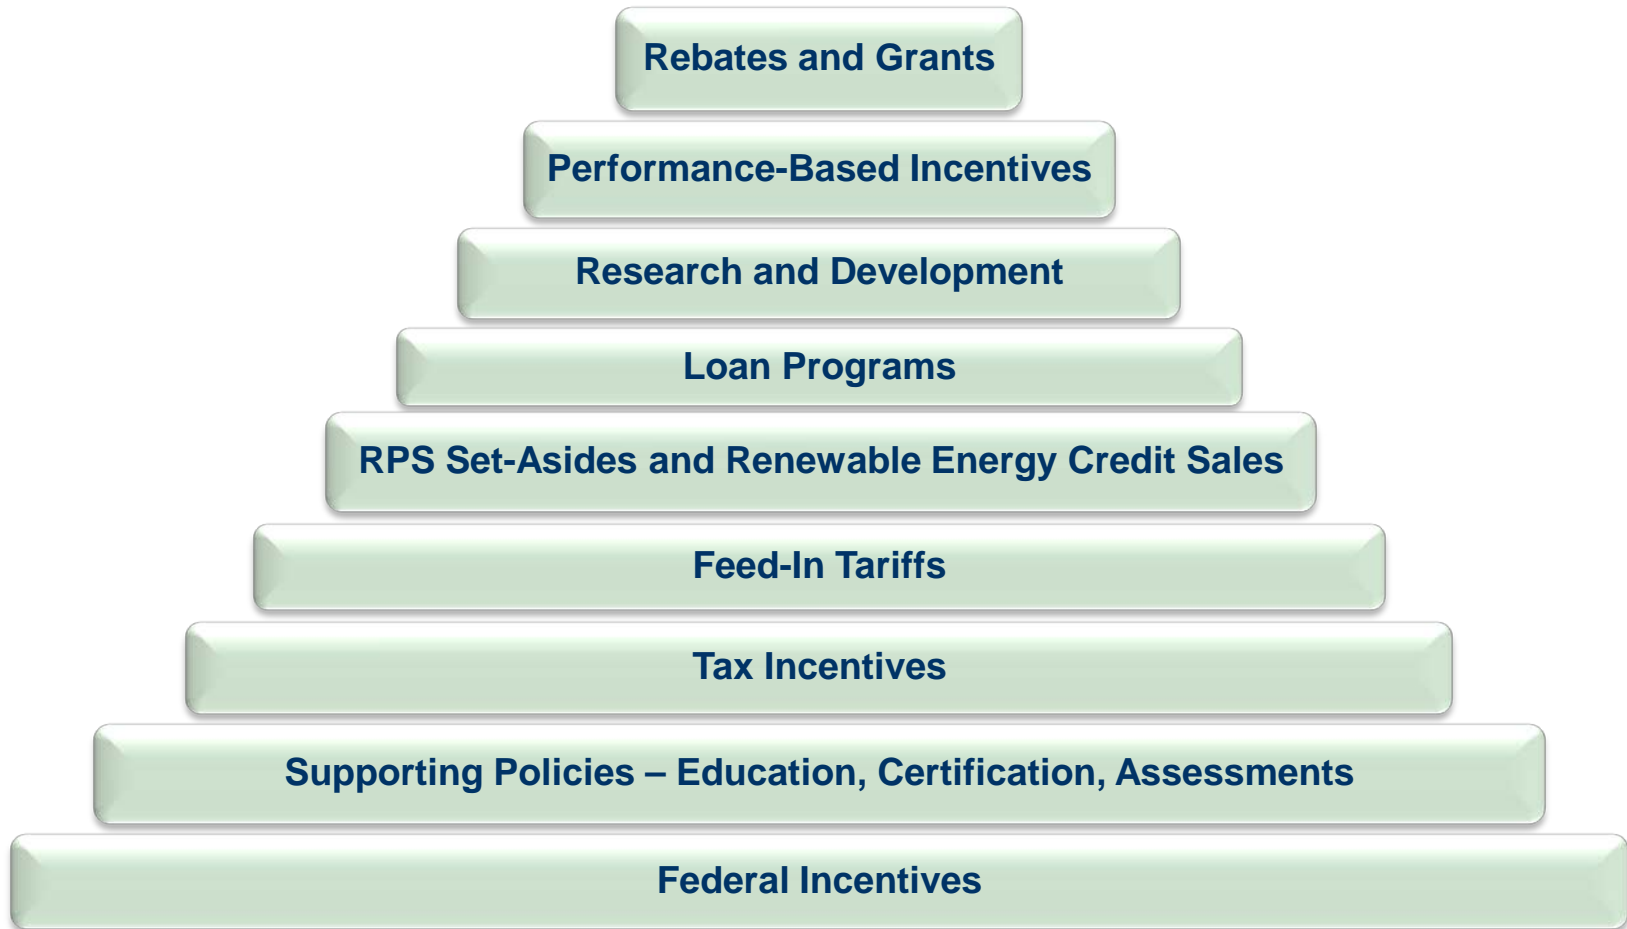 Rebates and Grants
Performance-Based Incentives
Research and Development
Loan Programs
RPS Set-Asides and Renewable Energy Credit Sales
Feed-In Tariffs
Tax Incentives
Supporting Policies – Education, Certification, Assessments
Federal Incentives